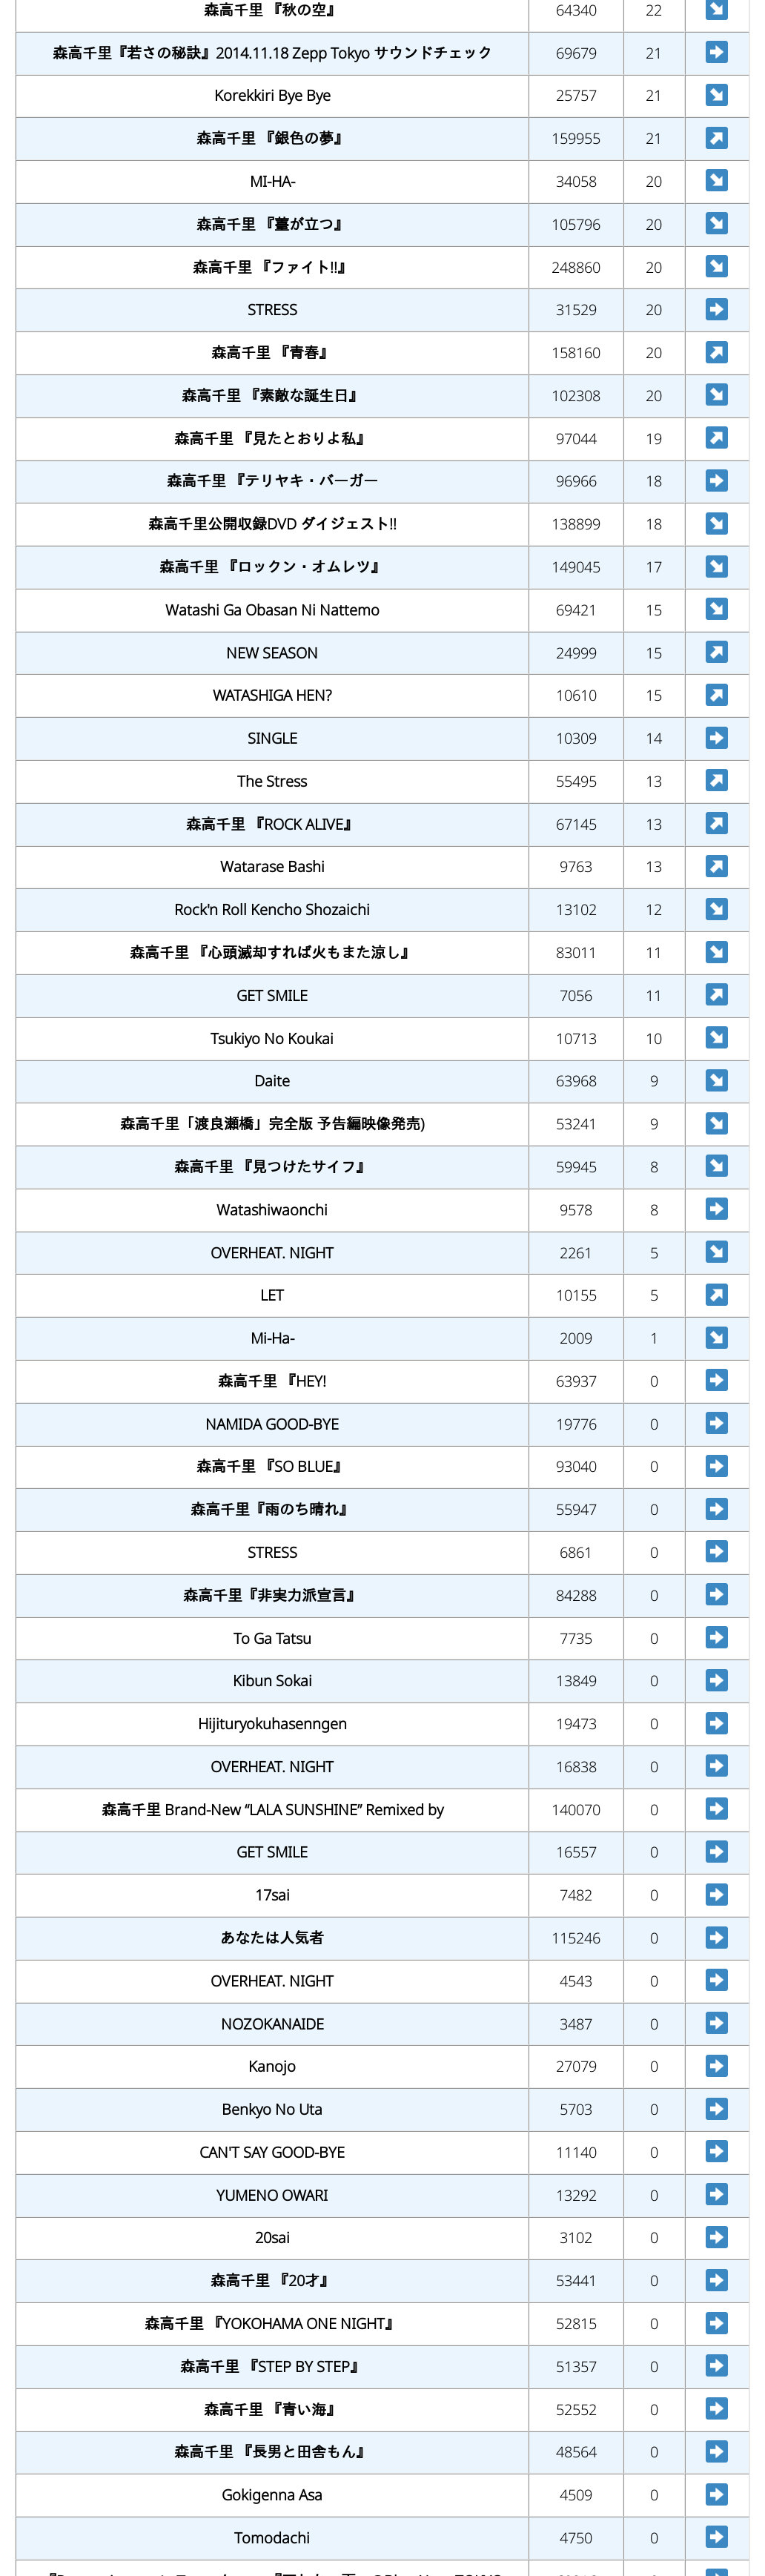 森高千里 『秋の空』 64340 22 ↘
森高千里『若さの秘訣』2014.11.18 Zepp Tokyo サウンドチェック 69679 21 ➡
Korekkiri Bye Bye 25757 21 ↘
森高千里 『銀色の夢』 159955 21 ↗
MI-HA- 34058 20 ↘
森高千里 『薹が立つ』 105796 20 ↘
森高千里 『ファイト!!』 248860 20 ↘
STRESS 31529 20 ➡
森高千里 『青春』 158160 20 ↗
森高千里 『素敵な誕生日』 102308 20 ↘
森高千里 『見たとおりよ私』 97044 19 ↗
森高千里 『テリヤキ・バーガー 96966 18 ➡
森高千里公開収録DVD ダイジェスト!! 138899 18 ↘
森高千里 『ロックン・オムレツ』 149045 17 ↘
Watashi Ga Obasan Ni Nattemo 69421 15 ↘
NEW SEASON 24999 15 ↗
WATASHIGA HEN? 10610 15 ↗
SINGLE 10309 14 ➡
The Stress 55495 13 ↗
森高千里 『ROCK ALIVE』 67145 13 ↗
Watarase Bashi 9763 13 ↗
Rock'n Roll Kencho Shozaichi 13102 12 ↘
森高千里 『心頭滅却すれば火もまた涼し』 83011 11 ↘
GET SMILE 7056 11 ↗
Tsukiyo No Koukai 10713 10 ↘
Daite 63968 9 ↘
森高千里「渡良瀬橋」完全版 予告編映像発売) 53241 9 ↘
森高千里 『見つけたサイフ』 59945 8 ↘
Watashiwaonchi 9578 8 ➡
OVERHEAT. NIGHT 2261 5 ↘
LET 10155 5 ↗
Mi-Ha- 2009 1 ↘
森高千里 『HEY! 63937 0 ➡
NAMIDA GOOD-BYE 19776 0 ➡
森高千里 『SO BLUE』 93040 0 ➡
森高千里『雨のち晴れ』 55947 0 ➡
STRESS 6861 0 ➡
森高千里『非実力派宣言』 84288 0 ➡
To Ga Tatsu 7735 0 ➡
Kibun Sokai 13849 0 ➡
Hijituryokuhasenngen 19473 0 ➡
OVERHEAT. NIGHT 16838 0 ➡
森高千里 Brand-New “LALA SUNSHINE” Remixed by 140070 0 ➡
GET SMILE 16557 0 ➡
17sai 7482 0 ➡
あなたは人気者 115246 0 ➡
OVERHEAT. NIGHT 4543 0 ➡
NOZOKANAIDE 3487 0 ➡
Kanojo 27079 0 ➡
Benkyo No Uta 5703 0 ➡
CAN'T SAY GOOD-BYE 11140 0 ➡
YUMENO OWARI 13292 0 ➡
20sai 3102 0 ➡
森高千里 『20才』 53441 0 ➡
森高千里 『YOKOHAMA ONE NIGHT』 52815 0 ➡
森高千里 『STEP BY STEP』 51357 0 ➡
森高千里 『青い海』 52552 0 ➡
森高千里 『長男と田舎もん』 48564 0 ➡
Gokigenna Asa 4509 0 ➡
Tomodachi 4750 0 ➡